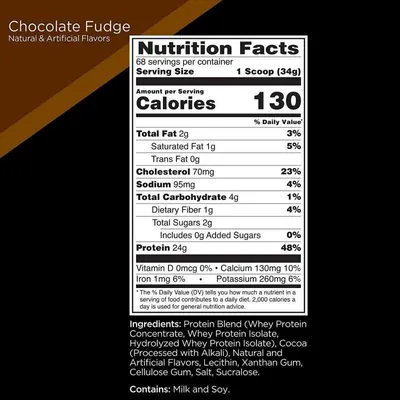 Chocolate Fudge
Natural & Artificial Flavors
Nutrition Facts
68 servings per container
Serving Size 1 Scoop (34g)
Amount per Serving
Calories 130
% Daily Value*
Total Fat 2g 3%
Saturated Fat 1g 5%
Trans Fat 0g
Cholesterol 70mg 23%
Sodium 95mg 4%
Total Carbohydrate 4g 1%
Dietary Fiber 1g 4%
Total Sugars 2g
Includes 0g Added Sugars 0%
Protein 24g 48%
Vitamin D 0mcg 0% • Calcium 130mg 10%
Iron 1mg 6% • Potassium 260mg 6%
* The % Daily Value (DV) tells you how much a nutrient in a
serving of food contributes to a daily diet. 2,000 calories a
day is used for general nutrition advice.
Ingredients: Protein Blend (Whey Protein
Concentrate, Whey Protein Isolate,
Hydrolyzed Whey Protein Isolate), Cocoa
(Processed with Alkali), Natural and
Artificial Flavors, Lecithin, Xanthan Gum,
Cellulose Gum, Salt, Sucralose.
Contains: Milk and Soy.